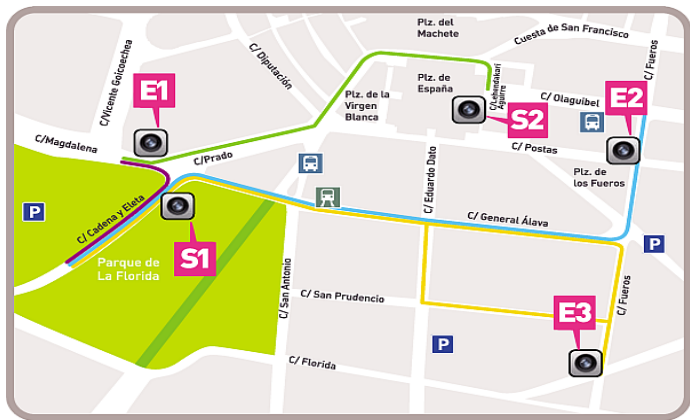 Plz. del
Machete
Cuesta de San Francisco
C/Vicente Goicoechea
C/ Diputación
C/ Fueros
E1
Plz. de
España
C/Lehendakari
Aguirre
Plz. de la
Virgen
Blanca
C/ Olaguibel
E2
S2
C/Magdalena
C/Prado
C/ Postas
C/ Eduardo Dato
Plz. de
los Fueros
P
C/ Cadena y Eleta
C/ General Álava
S1
P
Parque de
La Florida
C/ San Antonio
C/ San Prudencio
C/ Fueros
E3
P
C/ Florida